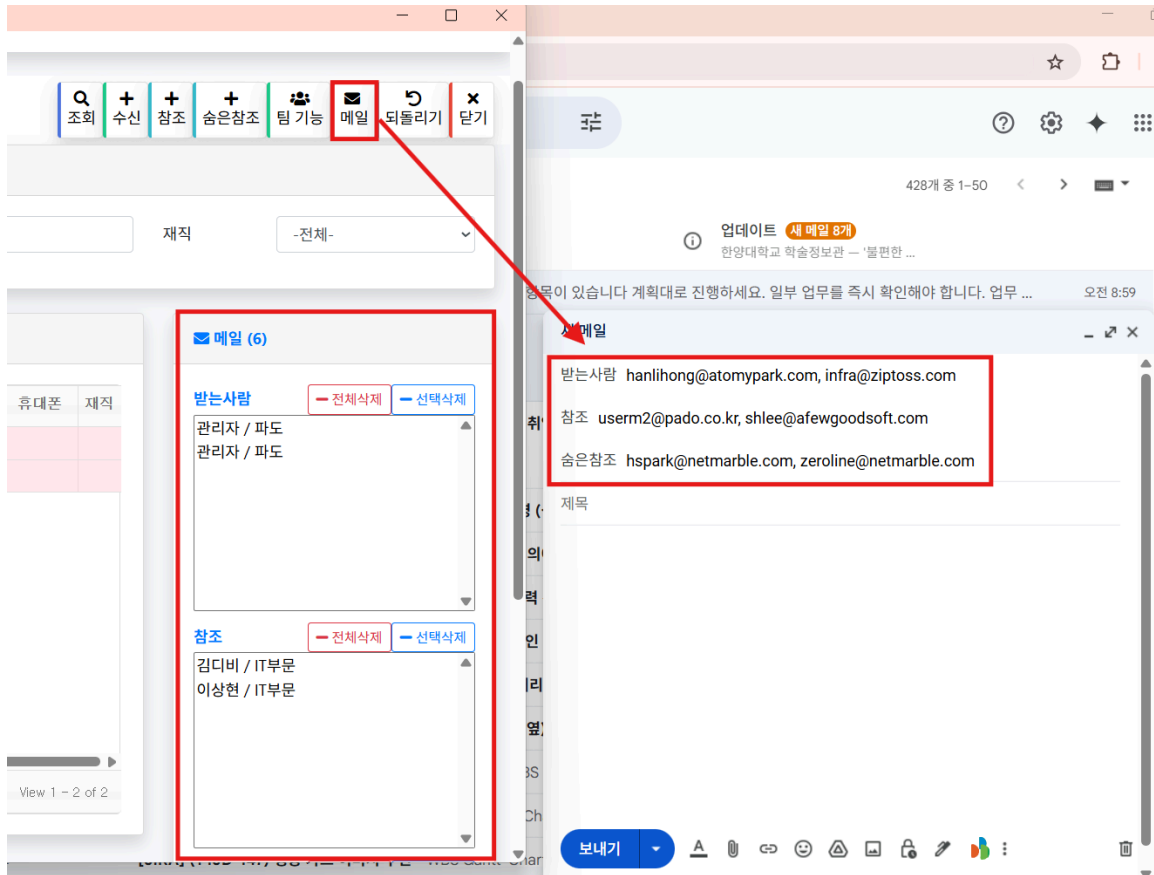 조회
수신
참조
숨은참조
팀 기능
메일
되돌리기
닫기
재직
-전체-
휴대폰 재직
View 1 - 2 of 2
메일 (6)
받는사람
전체삭제
선택삭제
관리자 / 파도
관리자 / 파도
참조
전체삭제
선택삭제
김디비 / IT부문
이상현 / IT부문
428개 중 1–50
업데이트 새 메일 8개
한양대학교 학술정보관 — '불편한 ...
항목이 있습니다 계획대로 진행하세요. 일부 업무를 즉시 확인해야 합니다. 업무 ... 오전 8:59
새 메일
받는사람 hanlihong@atomypark.com, infra@ziptoss.com
참조 userm2@pado.co.kr, shlee@afewgoodsoft.com
숨은참조 hspark@netmarble.com, zeroline@netmarble.com
제목
보내기